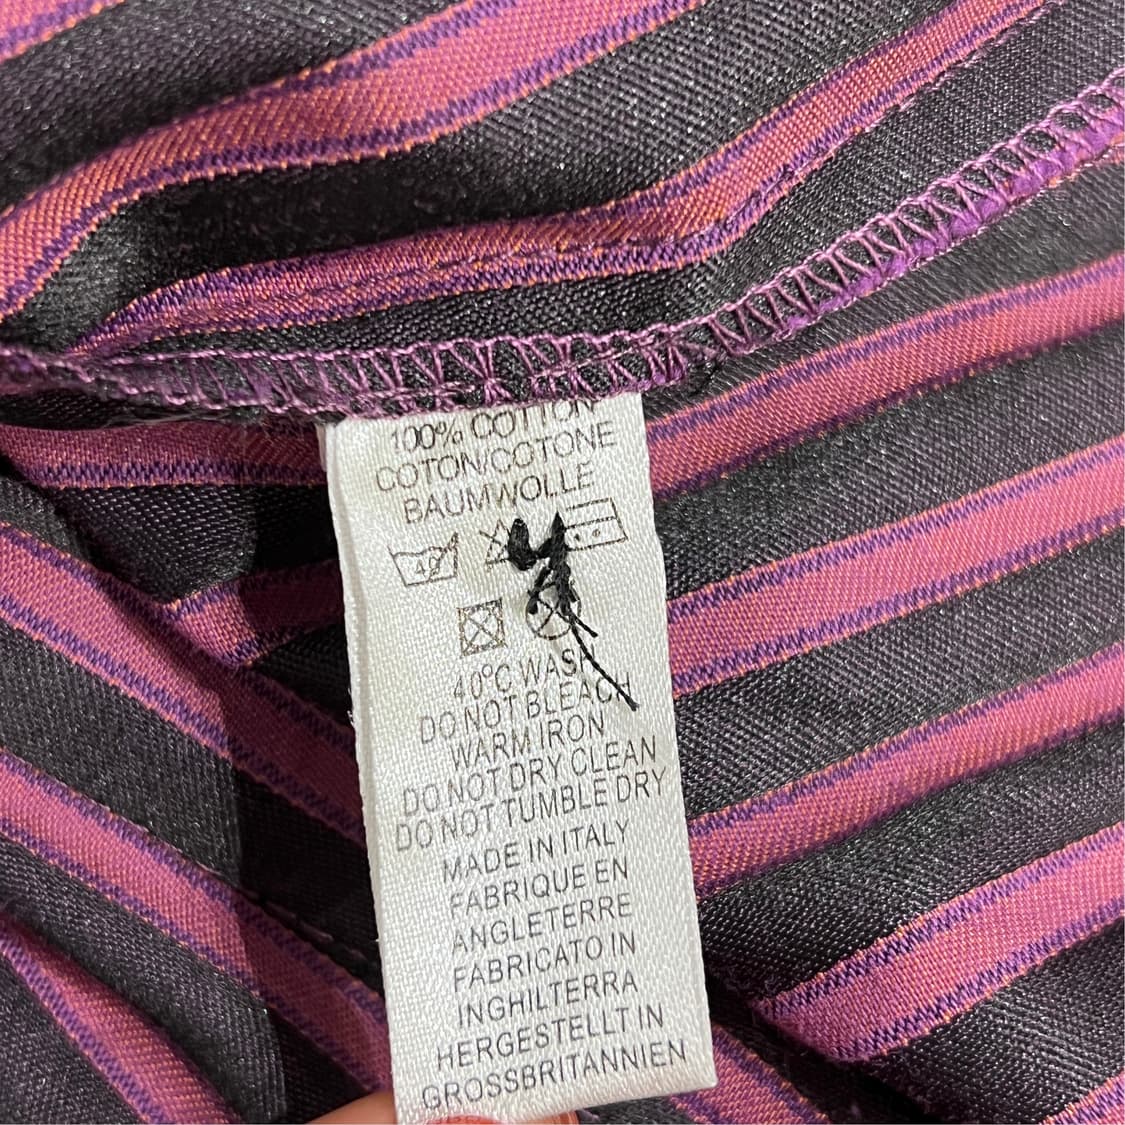 100% COTTON
COTON/COTONE
BAUMWOLLE
40
40°C WASH
DO NOT BLEACH
WARM IRON
DO NOT DRY CLEAN
DO NOT TUMBLE DRY
MADE IN ITALY
FABRIQUE EN
ANGLETERRE
FABRICATO IN
INGHILTERRA
HERGESTELLT IN
GROSSBRITANNIEN